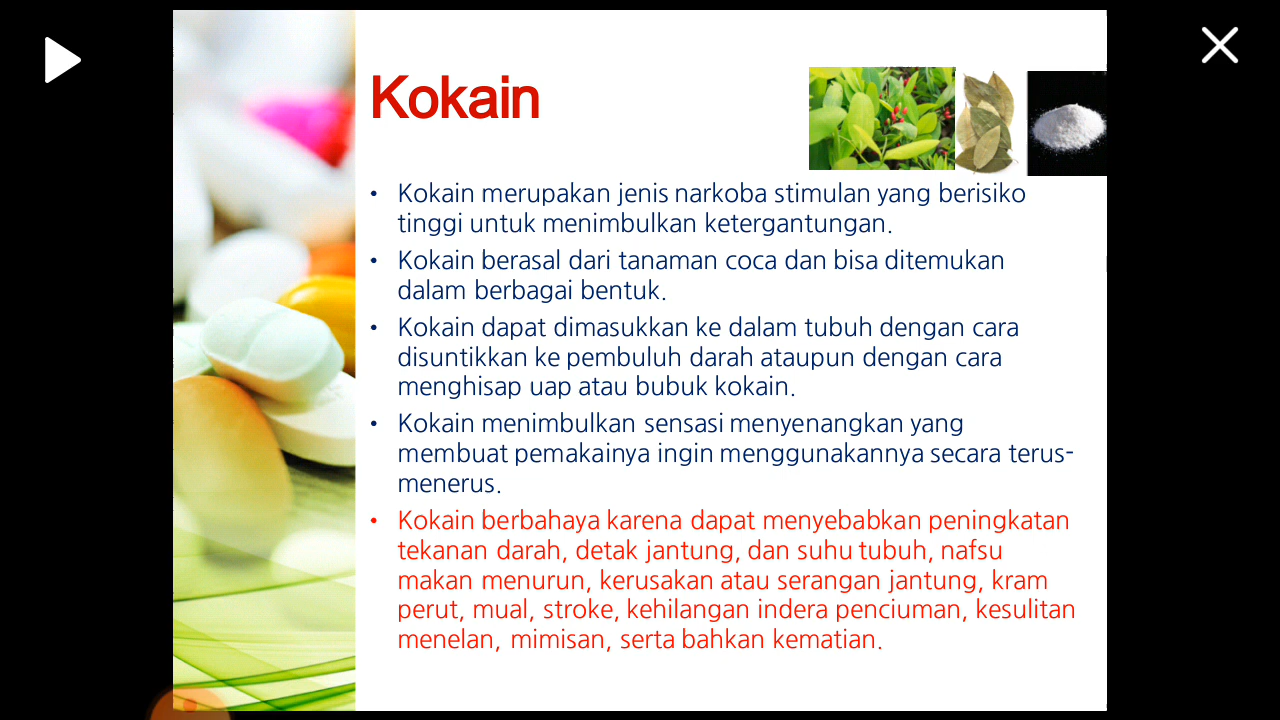 Kokain
• Kokain merupakan jenis narkoba stimulan yang berisiko
tinggi untuk menimbulkan ketergantungan.
• Kokain berasal dari tanaman coca dan bisa ditemukan
dalam berbagai bentuk.
• Kokain dapat dimasukkan ke dalam tubuh dengan cara
disuntikkan ke pembuluh darah ataupun dengan cara
menghisap uap atau bubuk kokain.
• Kokain menimbulkan sensasi menyenangkan yang
membuat pemakainya ingin menggunakannya secara terus-
menerus.
• Kokain berbahaya karena dapat menyebabkan peningkatan
tekanan darah, detak jantung, dan suhu tubuh, nafsu
makan menurun, kerusakan atau serangan jantung, kram
perut, mual, stroke, kehilangan indera penciuman, kesulitan
menelan, mimisan, serta bahkan kematian.